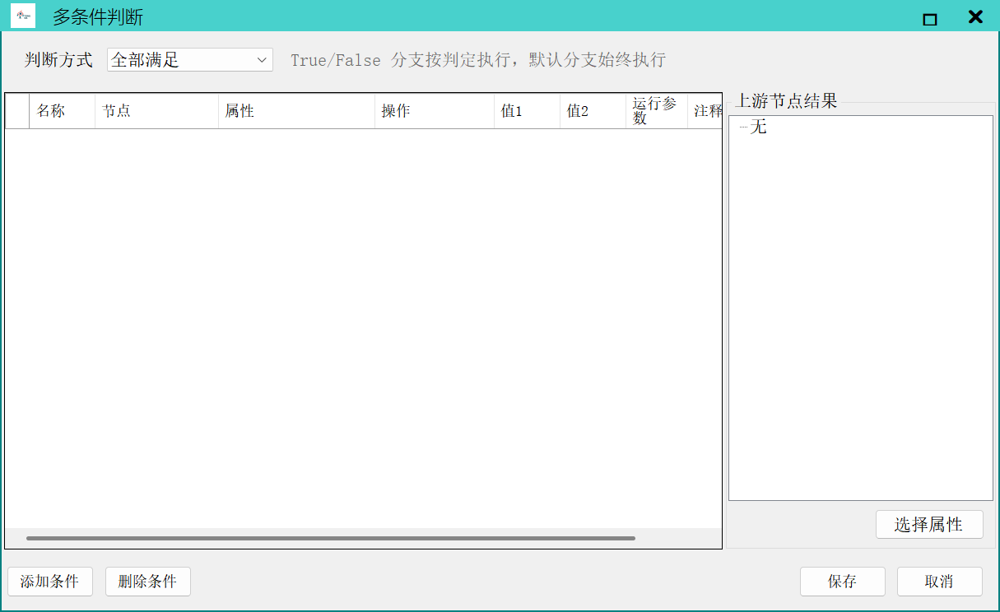 多条件判断
判断方式 全部满足 True/False 分支按判定执行，默认分支始终执行
名称 节点 属性 操作 值1 值2 运行参数 注释
上游节点结果
无
选择属性
添加条件 删除条件 保存 取消